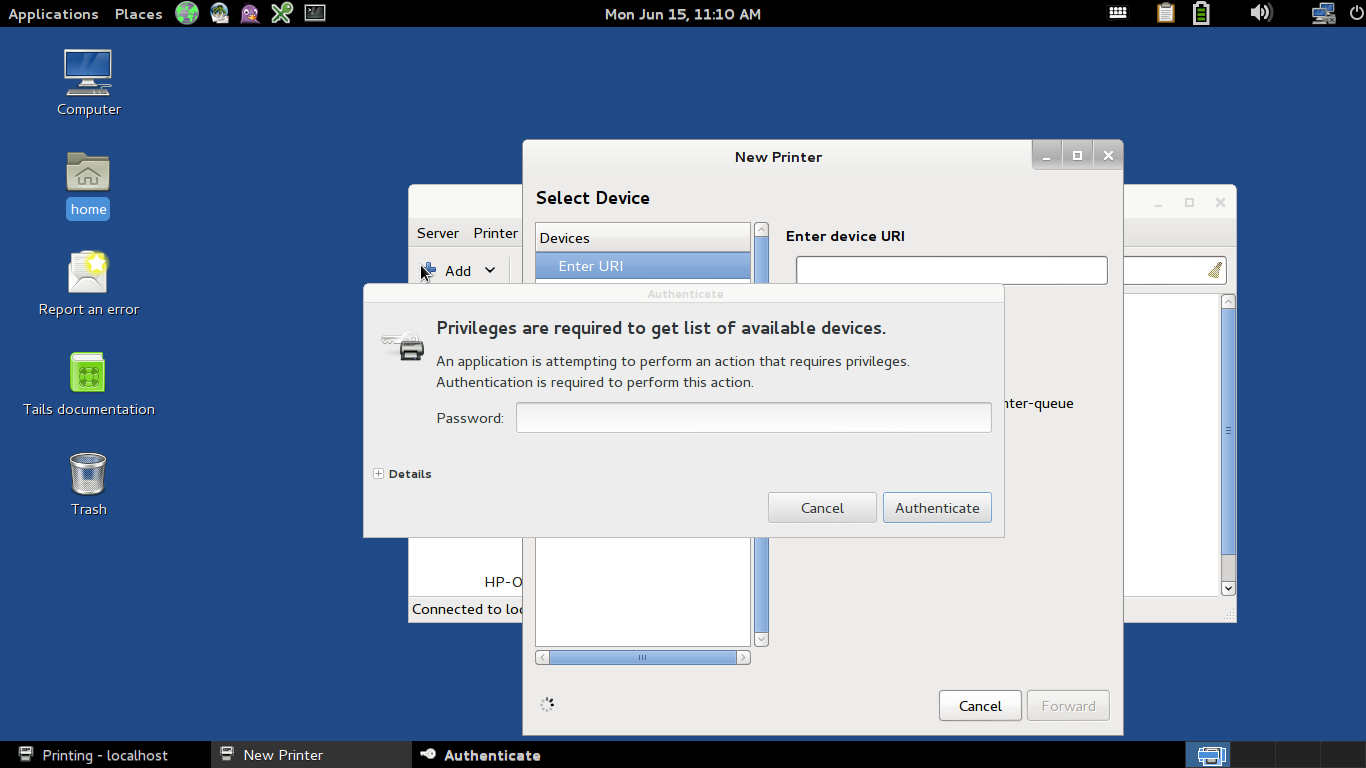 Applications Places Mon Jun 15, 11:10 AM
Computer
home
Report an error
Tails documentation
Trash
Server Printer
Add
HP-O
Connected to loc
nter-queue
New Printer
Select Device
Devices
Enter URI
Enter device URI
Cancel Forward
Authenticate
Privileges are required to get list of available devices.
An application is attempting to perform an action that requires privileges.
Authentication is required to perform this action.
Password:
Details
Cancel Authenticate
Printing - localhost New Printer Authenticate